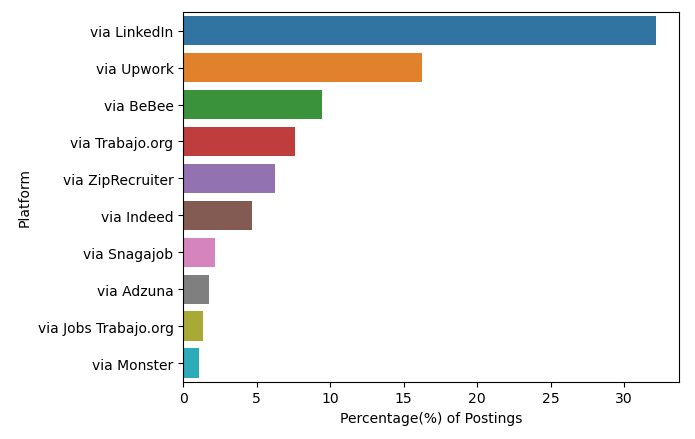 via LinkedIn
via Upwork
via BeBee
via Trabajo.org
via ZipRecruiter
via Indeed
via Snagajob
via Adzuna
via Jobs Trabajo.org
via Monster
Platform
0 5 10 15 20 25 30
Percentage(%) of Postings